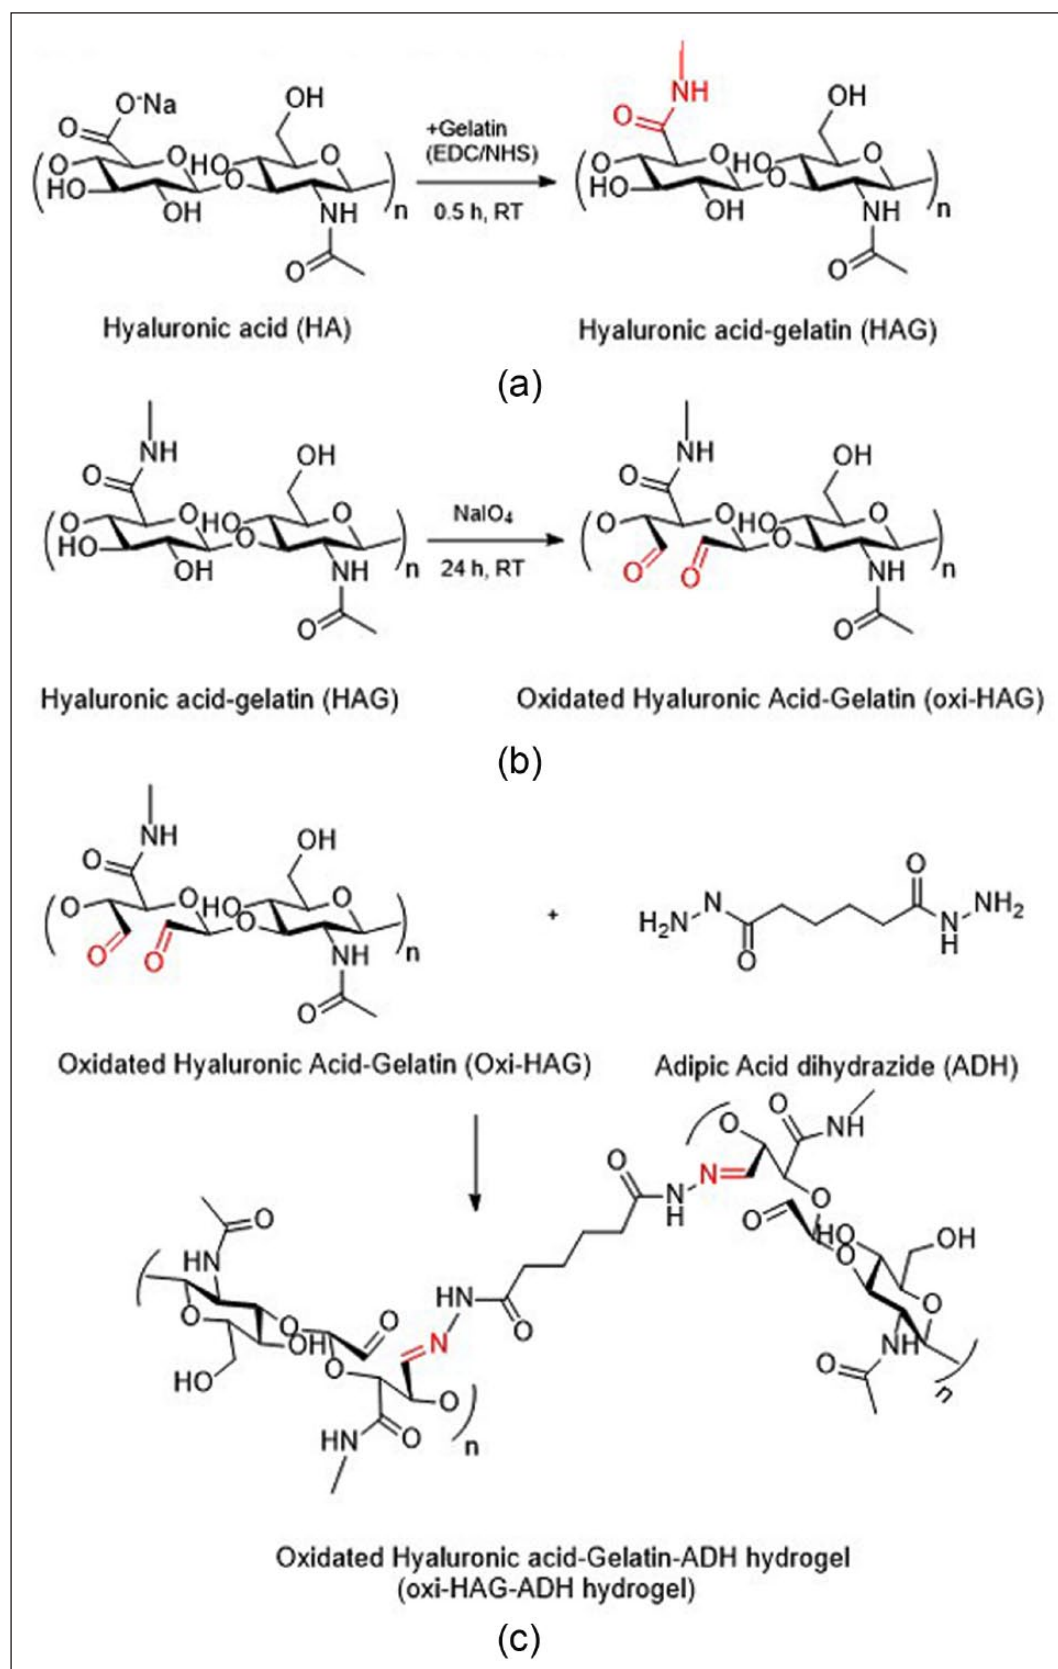 O⁻Na
O
OH
+Gelatin
(EDC/NHS)
0.5 h, RT
O
O
HO
OH
HO
O
O
NH
O
n
O
NH
OH
O
O
HO
OH
HO
O
O
NH
O
n
Hyaluronic acid (HA)
Hyaluronic acid-gelatin (HAG)
(a)
NH
O
OH
O
O
HO
OH
HO
O
O
NH
O
n
NaIO₄
24 h, RT
NH
O
OH
O
O
O
O
HO
O
O
NH
O
n
Hyaluronic acid-gelatin (HAG)
Oxidated Hyaluronic Acid-Gelatin (oxi-HAG)
(b)
NH
O
OH
O
O
O
O
HO
O
O
NH
O
n
+
H₂N
N
O
O
N
H
NH₂
Oxidated Hyaluronic Acid-Gelatin (Oxi-HAG)
Adipic Acid dihydrazide (ADH)
O
O
NH
O
N
N
H
O
O
HO
O
OH
O
NH
O
n
O
HN
O
O
OH
HO
O
O
N
HN
O
O
HN
O
n
Oxidated Hyaluronic acid-Gelatin-ADH hydrogel
(oxi-HAG-ADH hydrogel)
(c)